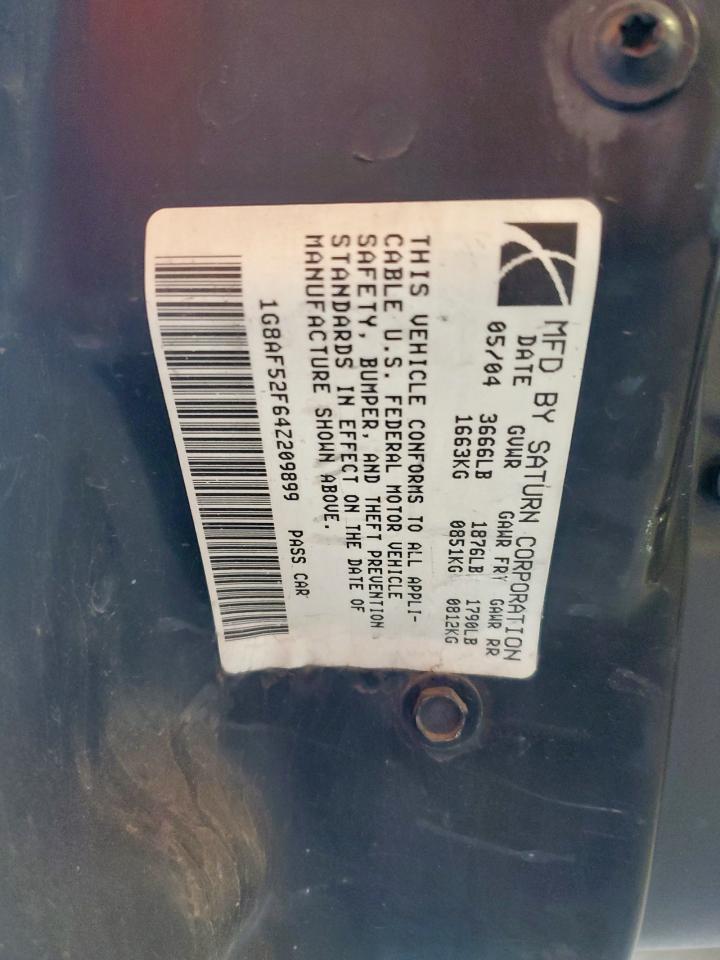 MFD BY SATURN CORPORATION
DATE GVWR GAWR FRT GAWR RR
05/04 3666LB 1876LB 1790LB
1663KG 0851KG 0812KG
THIS VEHICLE CONFORMS TO ALL APPLI-
CABLE U.S. FEDERAL MOTOR VEHICLE
SAFETY, BUMPER, AND THEFT PREVENTION
STANDARDS IN EFFECT ON THE DATE OF
MANUFACTURE SHOWN ABOVE.
1G8AF52F64Z209899 PASS CAR